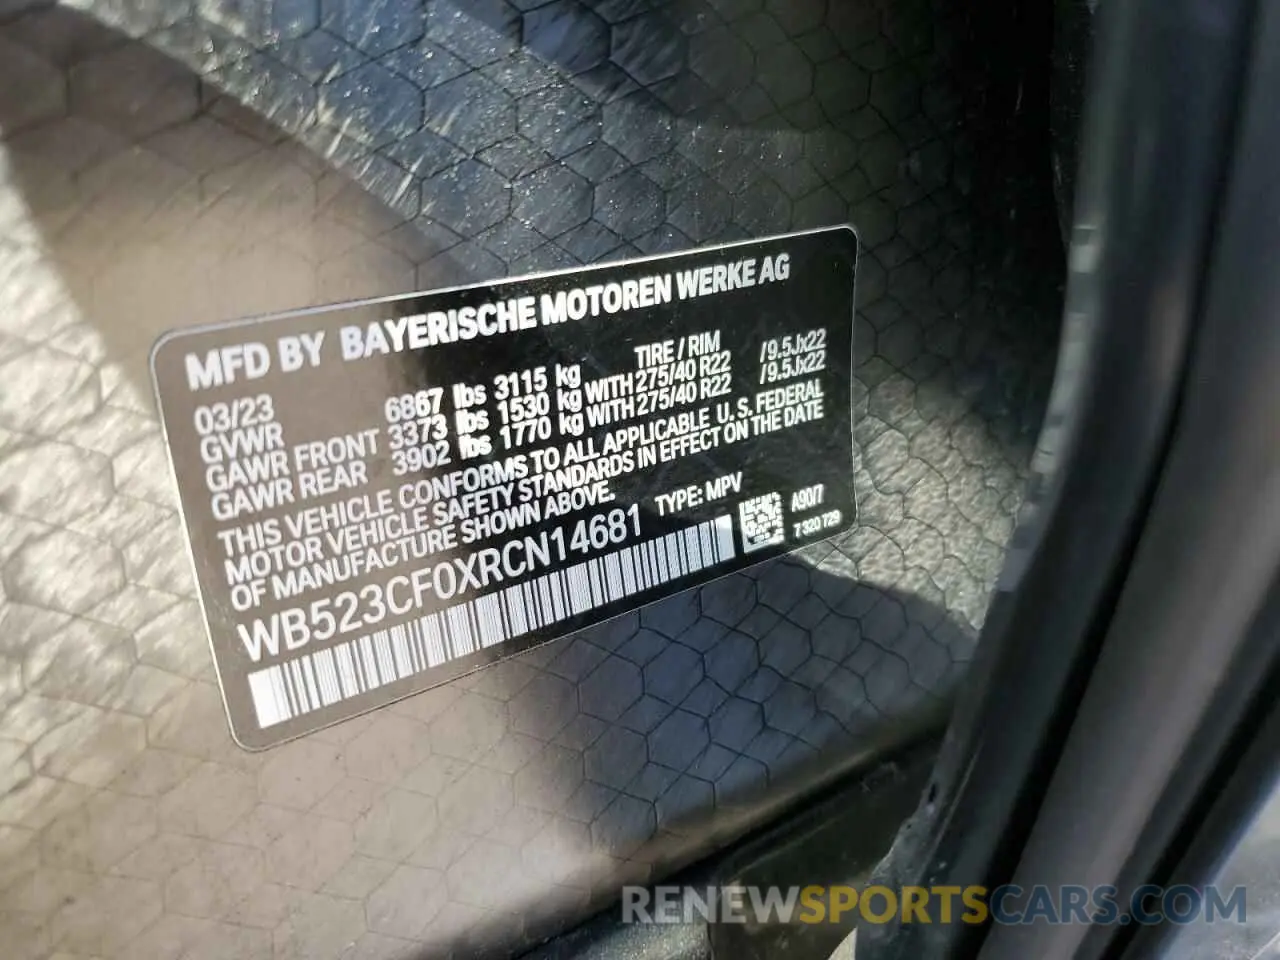 MFD BY BAYERISCHE MOTOREN WERKE AG
03/23 TIRE / RIM
GVWR 6867 lbs 3115 kg
GAWR FRONT 3373 lbs 1530 kg WITH 275/40 R22 /9.5Jx22
GAWR REAR 3902 lbs 1770 kg WITH 275/40 R22 /9.5Jx22
THIS VEHICLE CONFORMS TO ALL APPLICABLE U.S. FEDERAL
MOTOR VEHICLE SAFETY STANDARDS IN EFFECT ON THE DATE
OF MANUFACTURE SHOWN ABOVE.
WB523CF0XRCN14681 TYPE: MPV A90/7
7 320 729
RENEWSPORTSCARS.COM